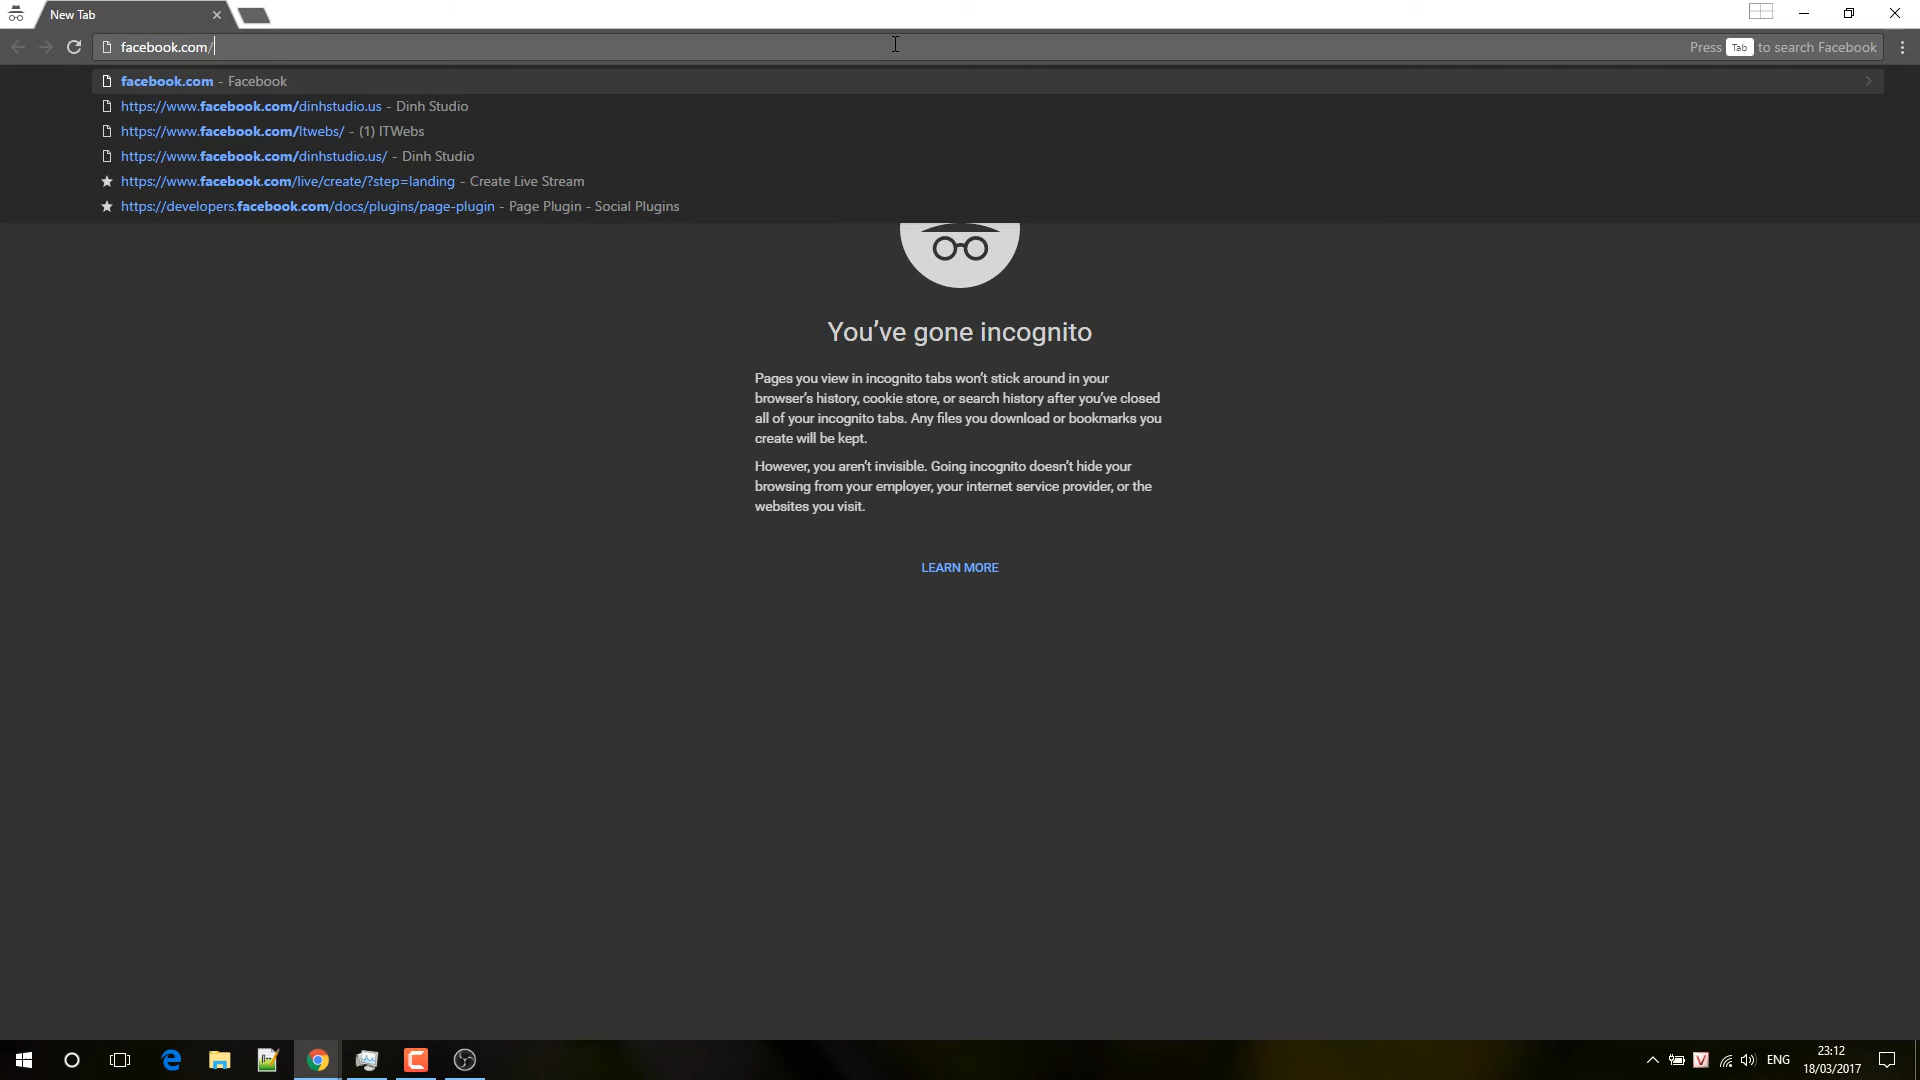 New Tab
facebook.com/
Press Tab to search Facebook
facebook.com - Facebook
https://www.facebook.com/dinhstudio.us - Dinh Studio
https://www.facebook.com/ltwebs/ - (1) ITWebs
https://www.facebook.com/dinhstudio.us/ - Dinh Studio
https://www.facebook.com/live/create/?step=landing - Create Live Stream
https://developers.facebook.com/docs/plugins/page-plugin - Page Plugin - Social Plugins
You’ve gone incognito
Pages you view in incognito tabs won’t stick around in your
browser’s history, cookie store, or search history after you’ve closed
all of your incognito tabs. Any files you download or bookmarks you
create will be kept.
However, you aren’t invisible. Going incognito doesn’t hide your
browsing from your employer, your internet service provider, or the
websites you visit.
LEARN MORE
V
ENG
23:12
18/03/2017